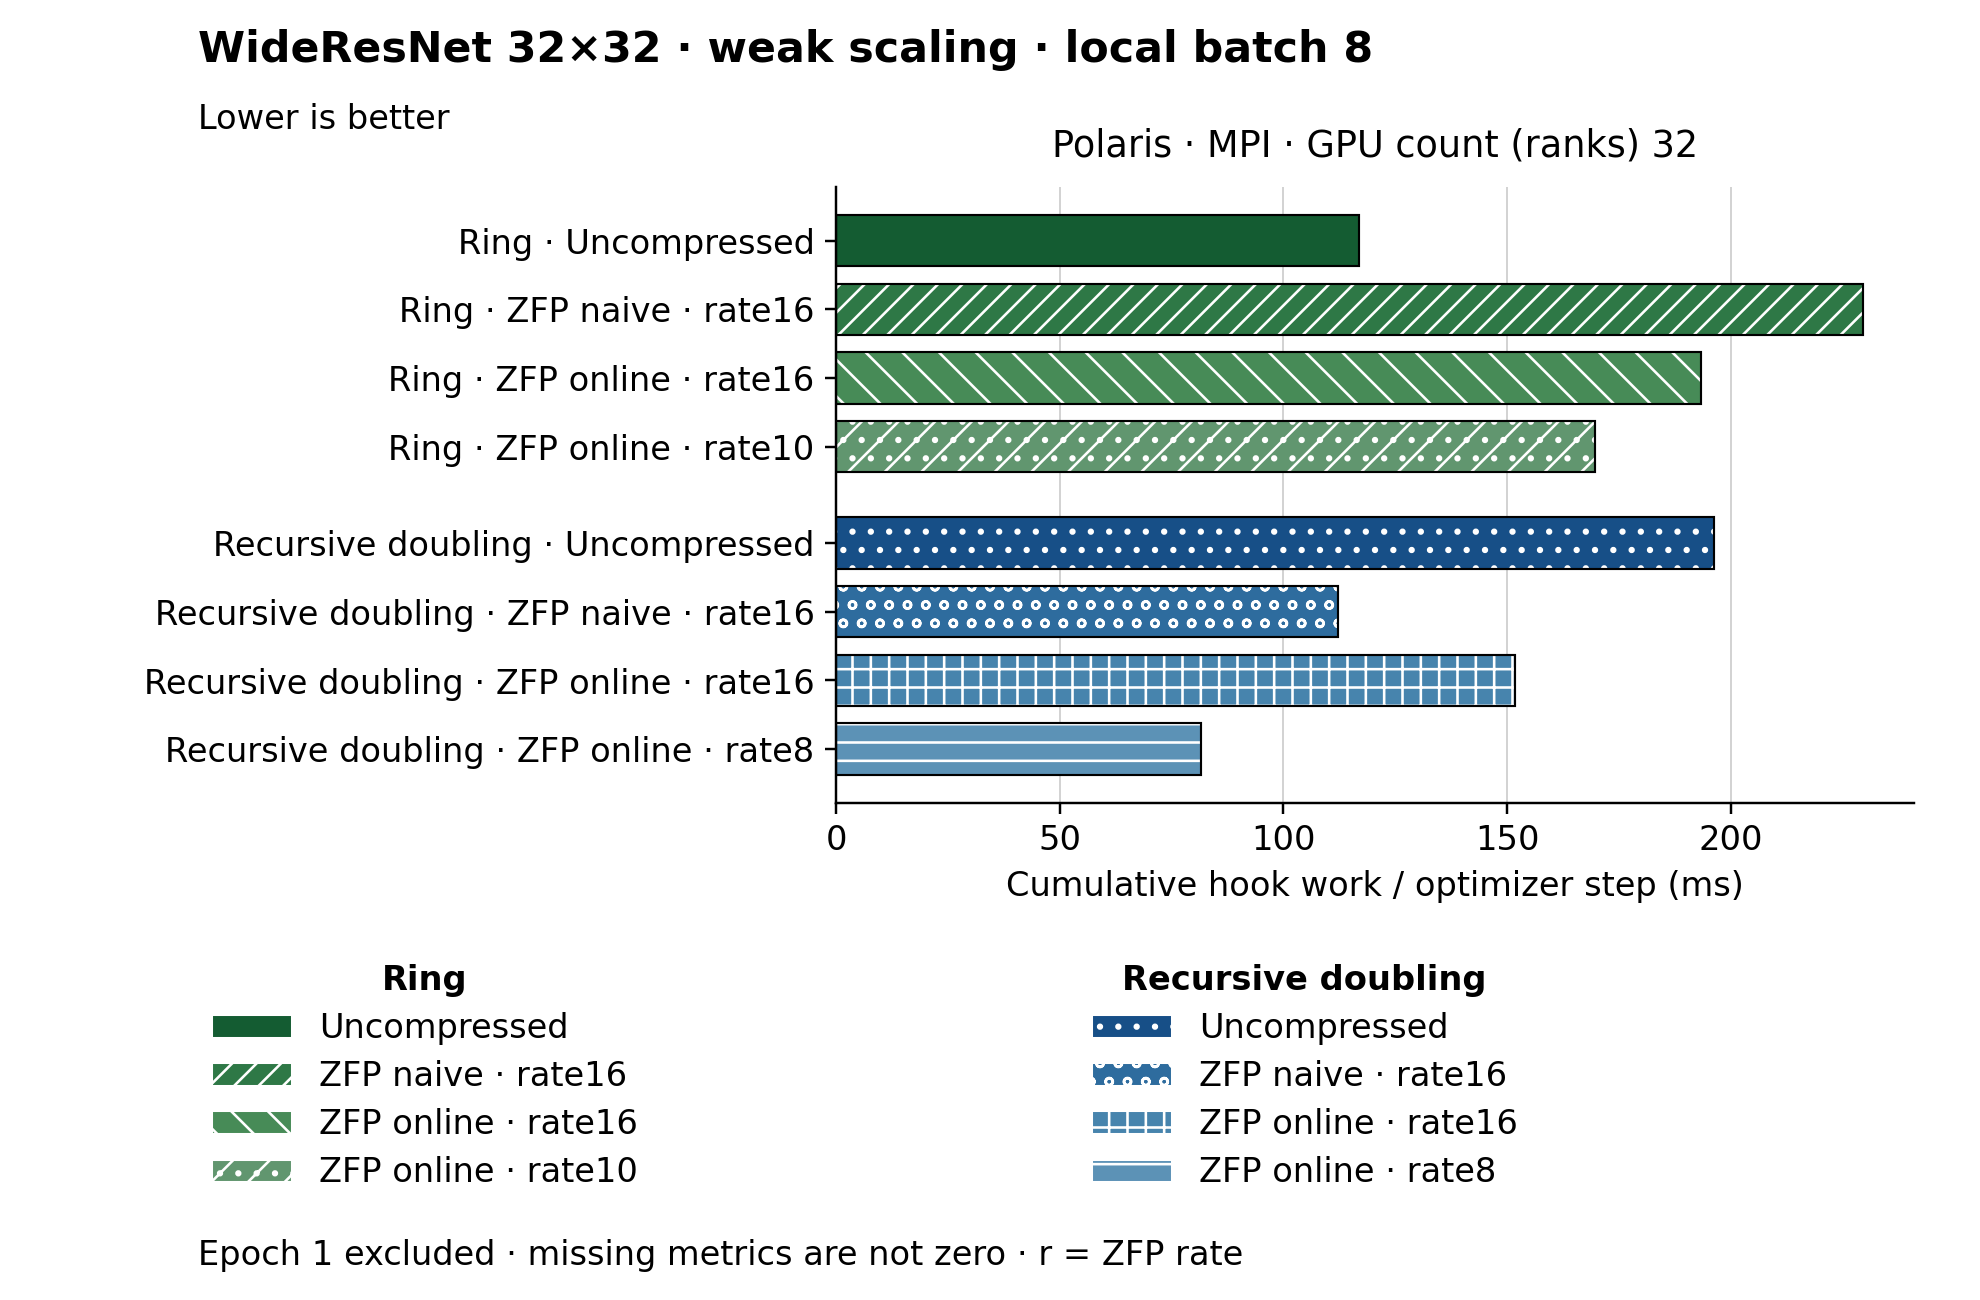 WideResNet 32×32 · weak scaling · local batch 8
Lower is better
Polaris · MPI · GPU count (ranks) 32
Ring · Uncompressed
Ring · ZFP naive · rate16
Ring · ZFP online · rate16
Ring · ZFP online · rate10
Recursive doubling · Uncompressed
Recursive doubling · ZFP naive · rate16
Recursive doubling · ZFP online · rate16
Recursive doubling · ZFP online · rate8
0 50 100 150 200
Cumulative hook work / optimizer step (ms)
Ring
Uncompressed
ZFP naive · rate16
ZFP online · rate16
ZFP online · rate10
Recursive doubling
Uncompressed
ZFP naive · rate16
ZFP online · rate16
ZFP online · rate8
Epoch 1 excluded · missing metrics are not zero · r = ZFP rate